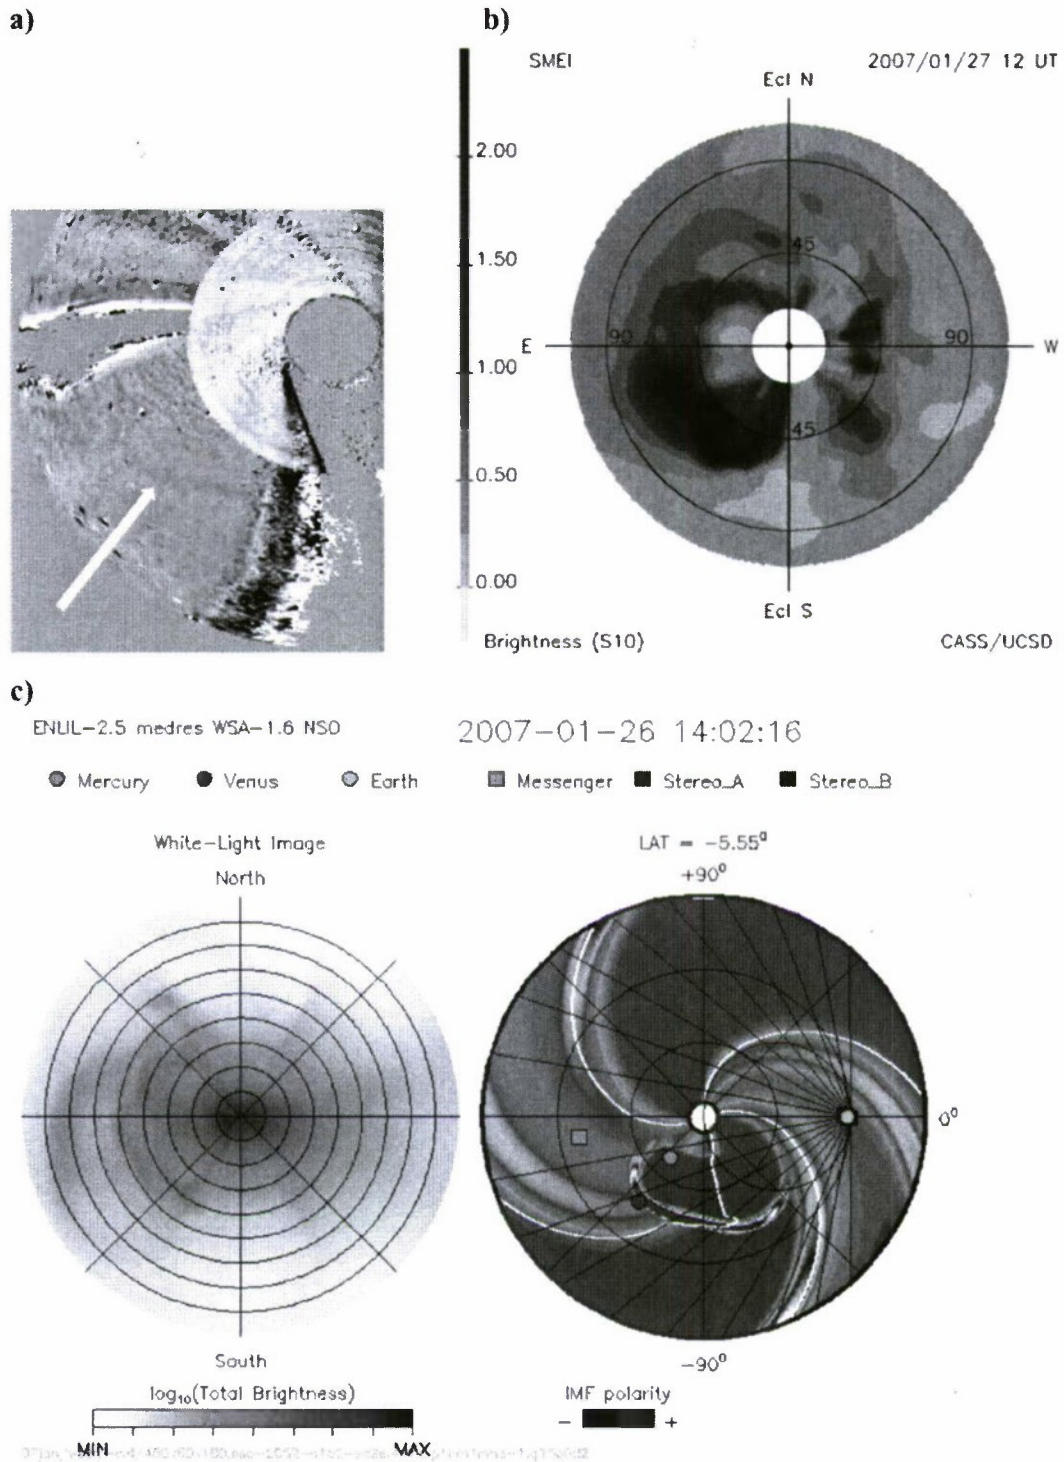 a)
b)
SMEI
2007/01/27 12 UT
Ecl N
2.00
1.50
1.00
0.50
0.00
45
90
90
E
W
45
Ecl S
Brightness (S10)
CASS/UCSD
c)
ENLIL-2.5 medres WSA-1.6 NSO
2007-01-26 14:02:16
Mercury
Venus
Earth
Messenger
Stereo_A
Stereo_B
White-Light Image
LAT = -5.55°
North
+90°
0°
South
-90°
log₁₀(Total Brightness)
IMF polarity
- +
MIN
MAX